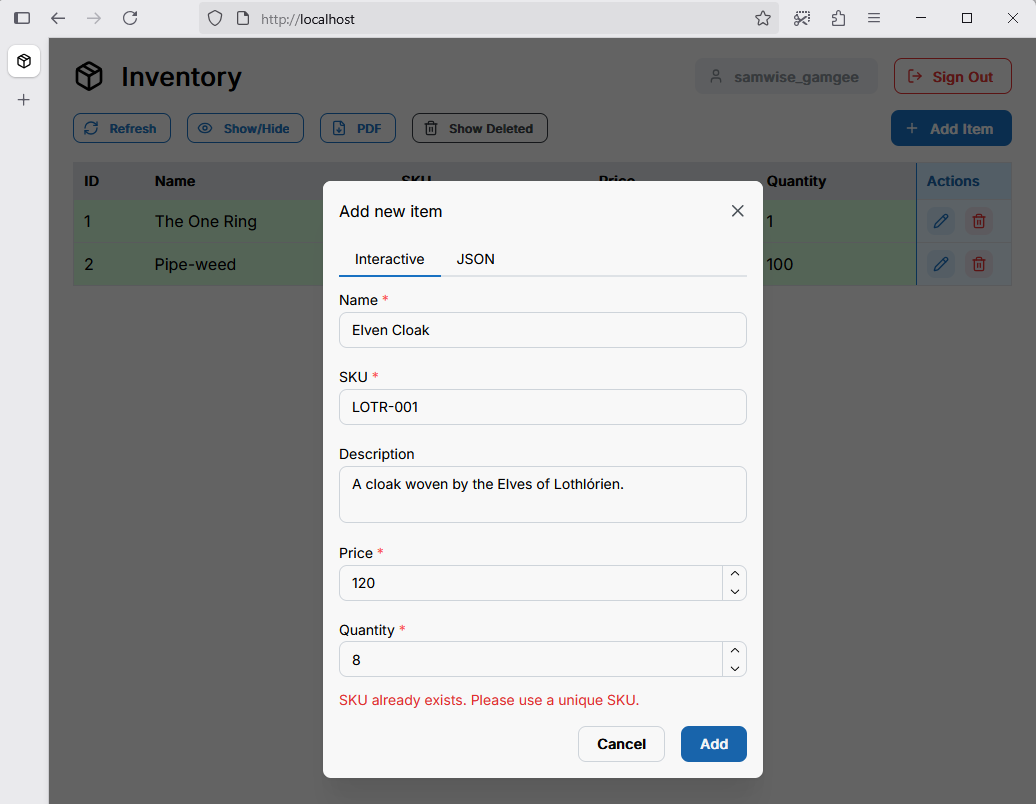 http://localhost
Inventory
samwise_gamgee
Sign Out
Refresh
Show/Hide
PDF
Show Deleted
Add Item
ID Name SKU Price Quantity Actions
1 The One Ring 1
2 Pipe-weed 100
Add new item
Interactive JSON
Name *
Elven Cloak
SKU *
LOTR-001
Description
A cloak woven by the Elves of Lothlórien.
Price *
120
Quantity *
8
SKU already exists. Please use a unique SKU.
Cancel Add